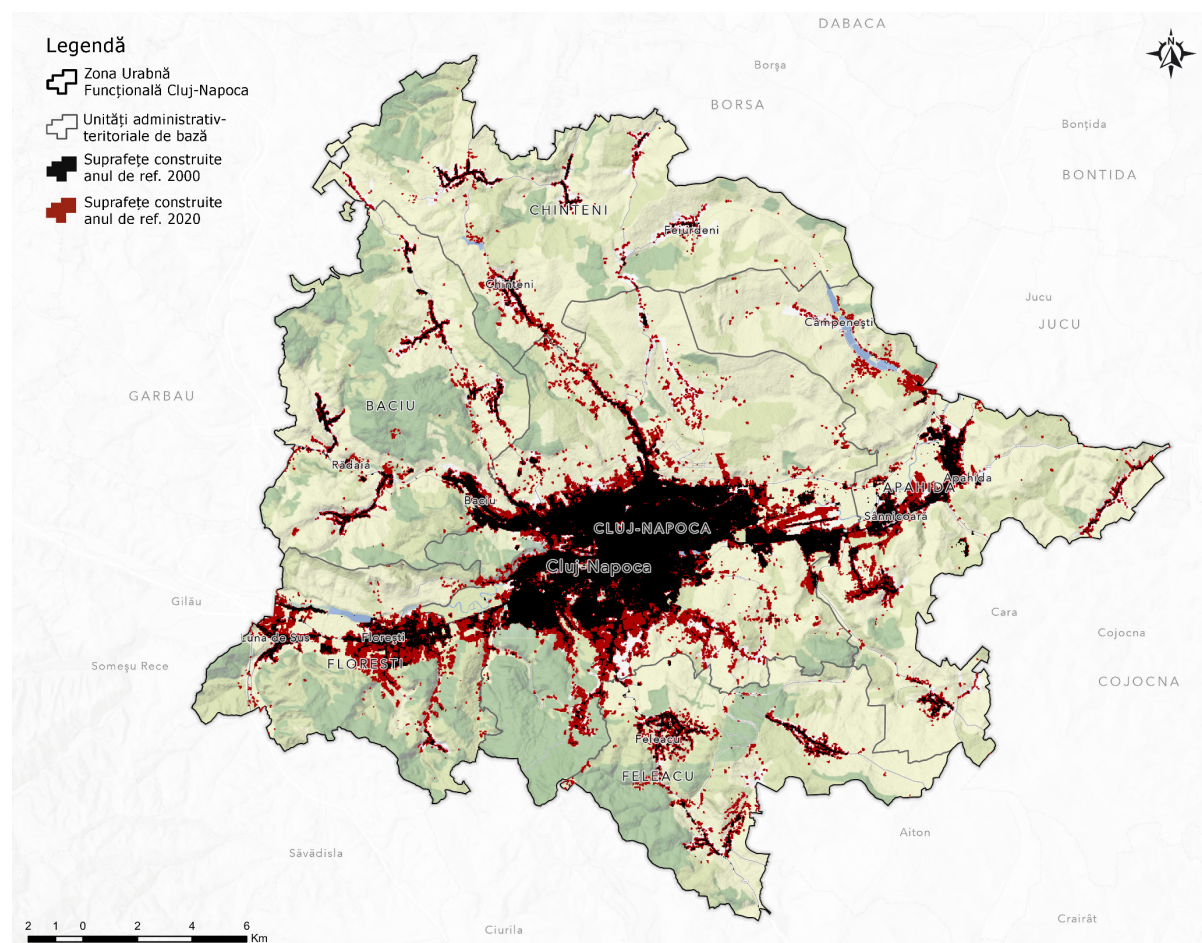 DABACA
Legendă
N
Borşa
Zona Urabnă
Funcțională Cluj-Napoca
BORSA
Unități administrativ-
teritoriale de bază
Bonțida
Suprafețe construite
anul de ref. 2000
BONTIDA
Suprafețe construite
anul de ref. 2020
CHINTENI
Feiurdeni
Chinteni
Jucu
Câmpenești
JUCU
GARBAU
BACIU
Rădaia
Apahida
APAHIDA
Baciu
Sânnicoară
CLUJ-NAPOCA
Cluj-Napoca
Gilău
Cara
Luna de Sus
Florești
Cojocna
FLORESTI
Someșu Rece
COJOCNA
Feleacu
FELEACU
Aiton
Săvădisla
Crairât
2 1 0 2 4 6
Km
Ciurila